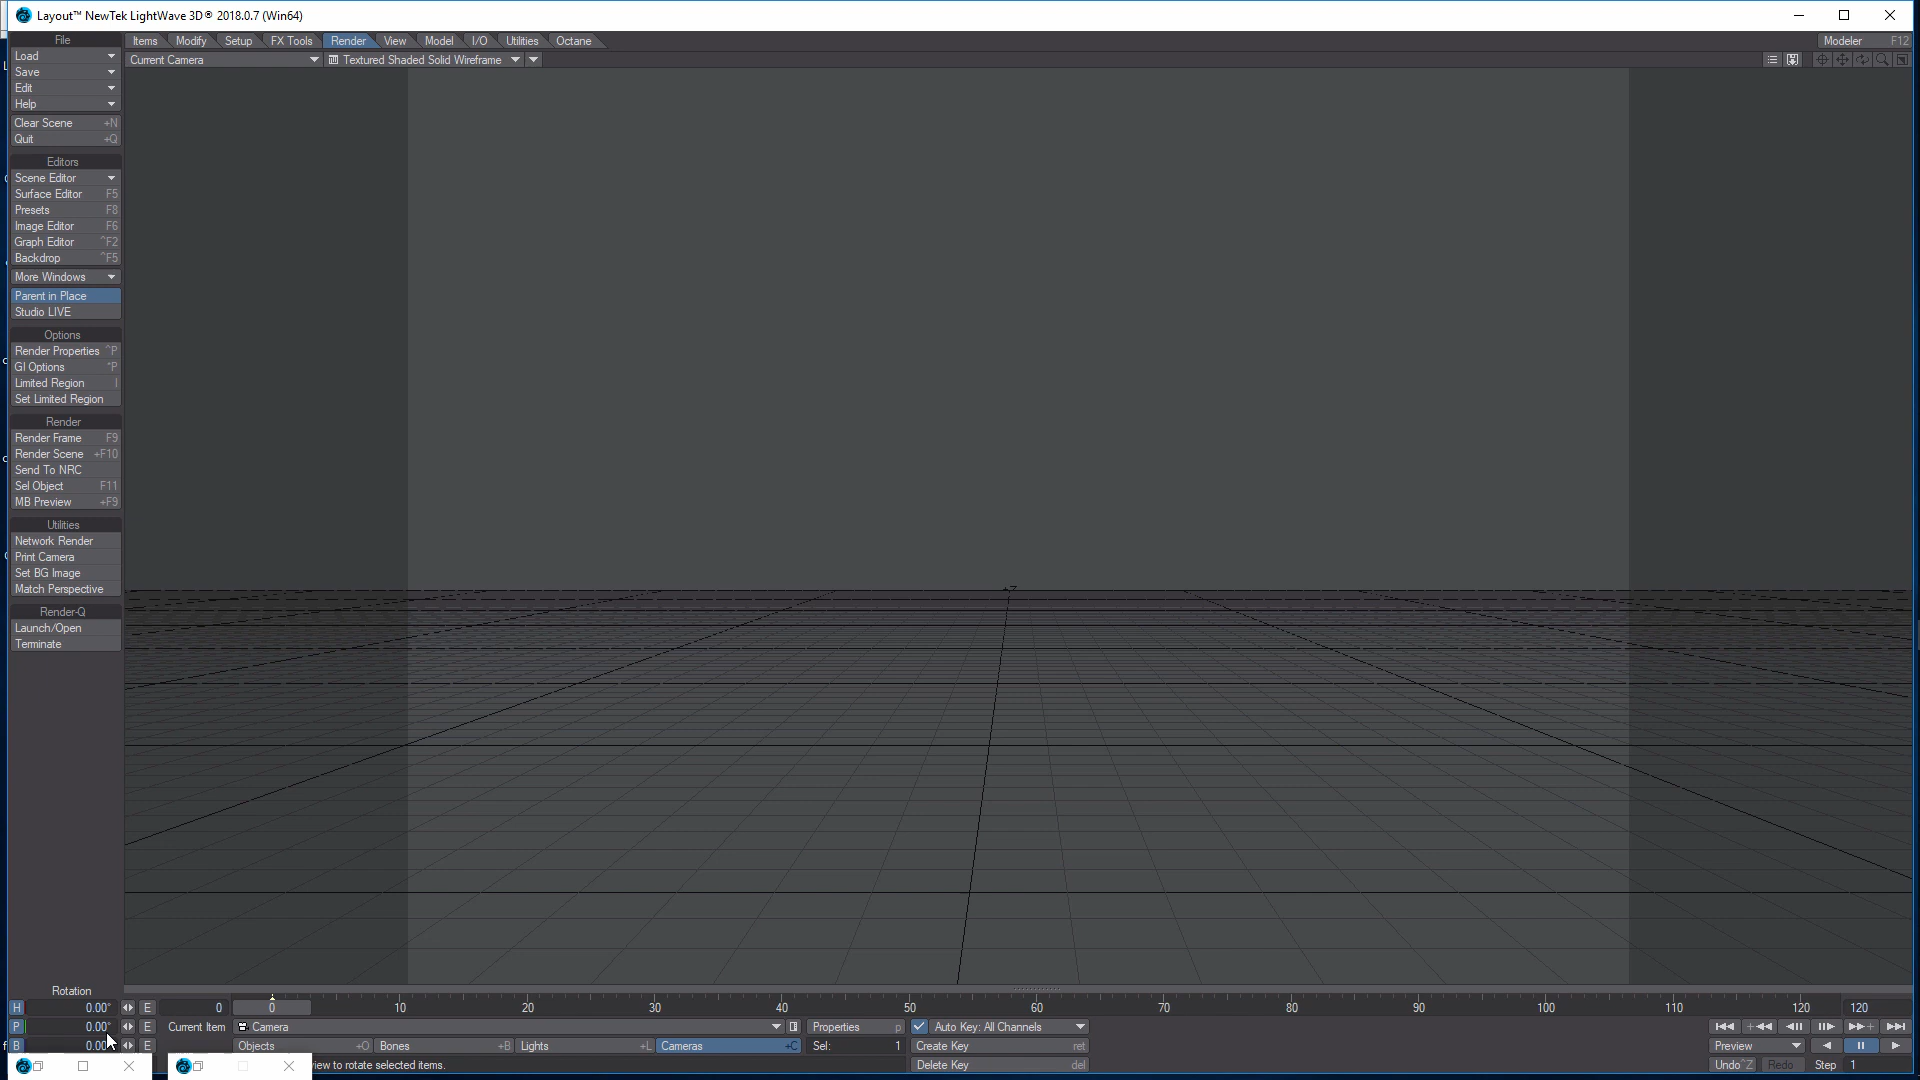 Layout™ NewTek LightWave 3D® 2018.0.7 (Win64)
File Items Modify Setup FX Tools Render View Model I/O Utilities Octane Modeler F12
Load Current Camera Textured Shaded Solid Wireframe
Save
Edit
Help
Clear Scene +N
Quit +Q
Editors
Scene Editor
Surface Editor F5
Presets F8
Image Editor F6
Graph Editor ^F2
Backdrop ^F5
More Windows
Parent in Place
Studio LIVE
Options
Render Properties ^P
GI Options "P
Limited Region l
Set Limited Region
Render
Render Frame F9
Render Scene +F10
Send To NRC
Sel Object F11
MB Preview +F9
Utilities
Network Render
Print Camera
Set BG Image
Match Perspective
Render-Q
Launch/Open
Terminate
Rotation
H 0.00° E 0 0 10 20 30 40 50 60 70 80 90 100 110 120 120
P 0.00° E Current Item Camera Properties p Auto Key: All Channels
B 0.00 E Objects +O Bones +B Lights +L Cameras +C Sel: 1 Create Key ret Preview
view to rotate selected items. Delete Key del Undo ^Z Redo Step 1